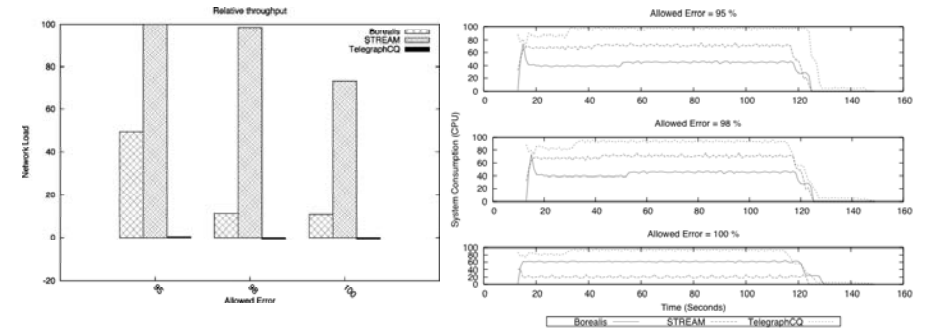 Relative throughput
100
80
60
40
20
0
-20
Network Load
Borealis
STREAM
TelegraphCQ
95
98
100
Allowed Error
Allowed Error = 95 %
100
80
60
40
20
0
0 20 40 60 80 100 120 140 160
Allowed Error = 98 %
100
80
60
40
20
0
0 20 40 60 80 100 120 140 160
Allowed Error = 100 %
100
80
60
40
20
0
0 20 40 60 80 100 120 140 160
System Consumption (CPU)
Time (Seconds)
Borealis STREAM TelegraphCQ